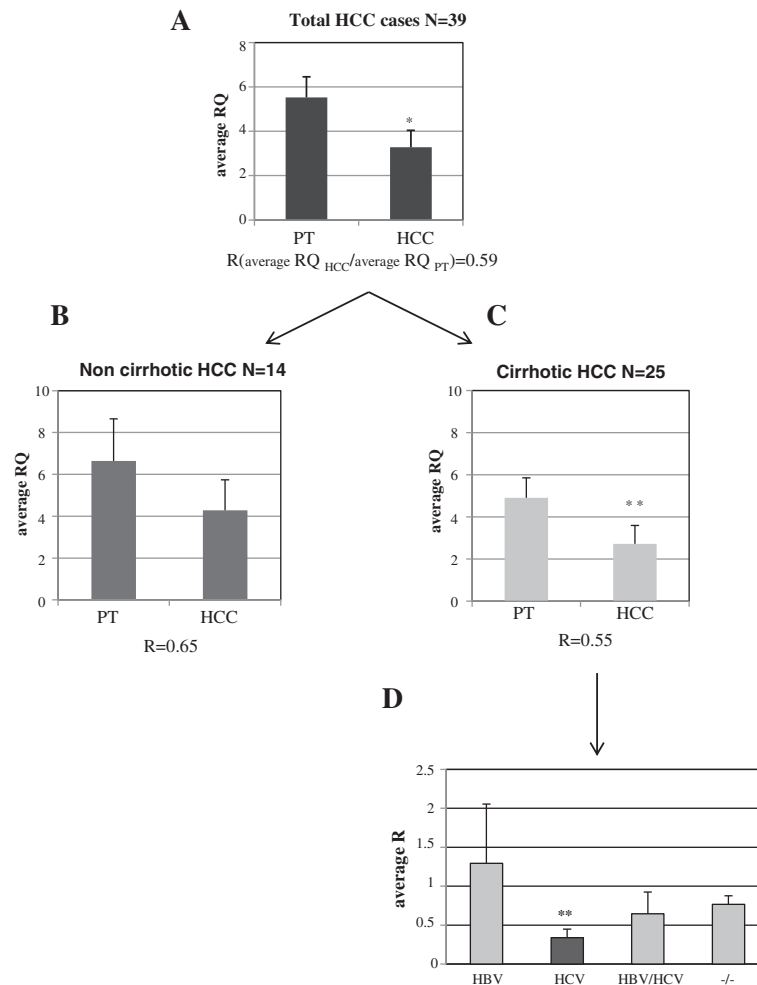 A
Total HCC cases N=39
8
6
4
2
0
average RQ
*
PT HCC
R(average RQ HCC/average RQ PT)=0.59
B
C
Non cirrhotic HCC N=14
10
8
6
4
2
0
average RQ
PT HCC
R=0.65
Cirrhotic HCC N=25
10
8
6
4
2
0
average RQ
* *
PT HCC
R=0.55
D
2.5
2
1.5
1
0.5
0
average R
**
HBV HCV HBV/HCV -/-